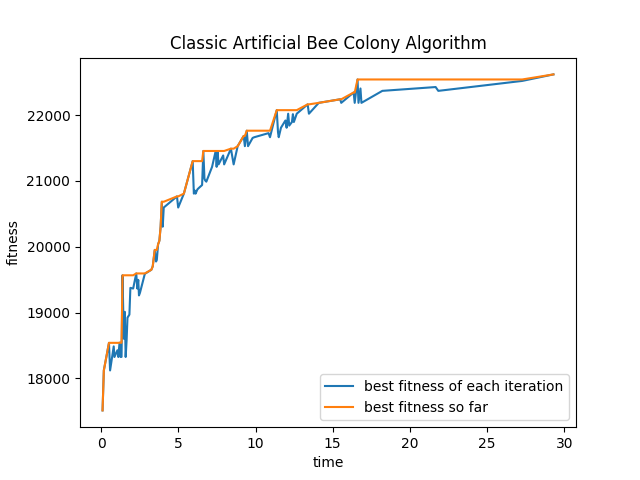 Classic Artificial Bee Colony Algorithm
fitness
22000
21000
20000
19000
18000
best fitness of each iteration
best fitness so far
0 5 10 15 20 25 30
time